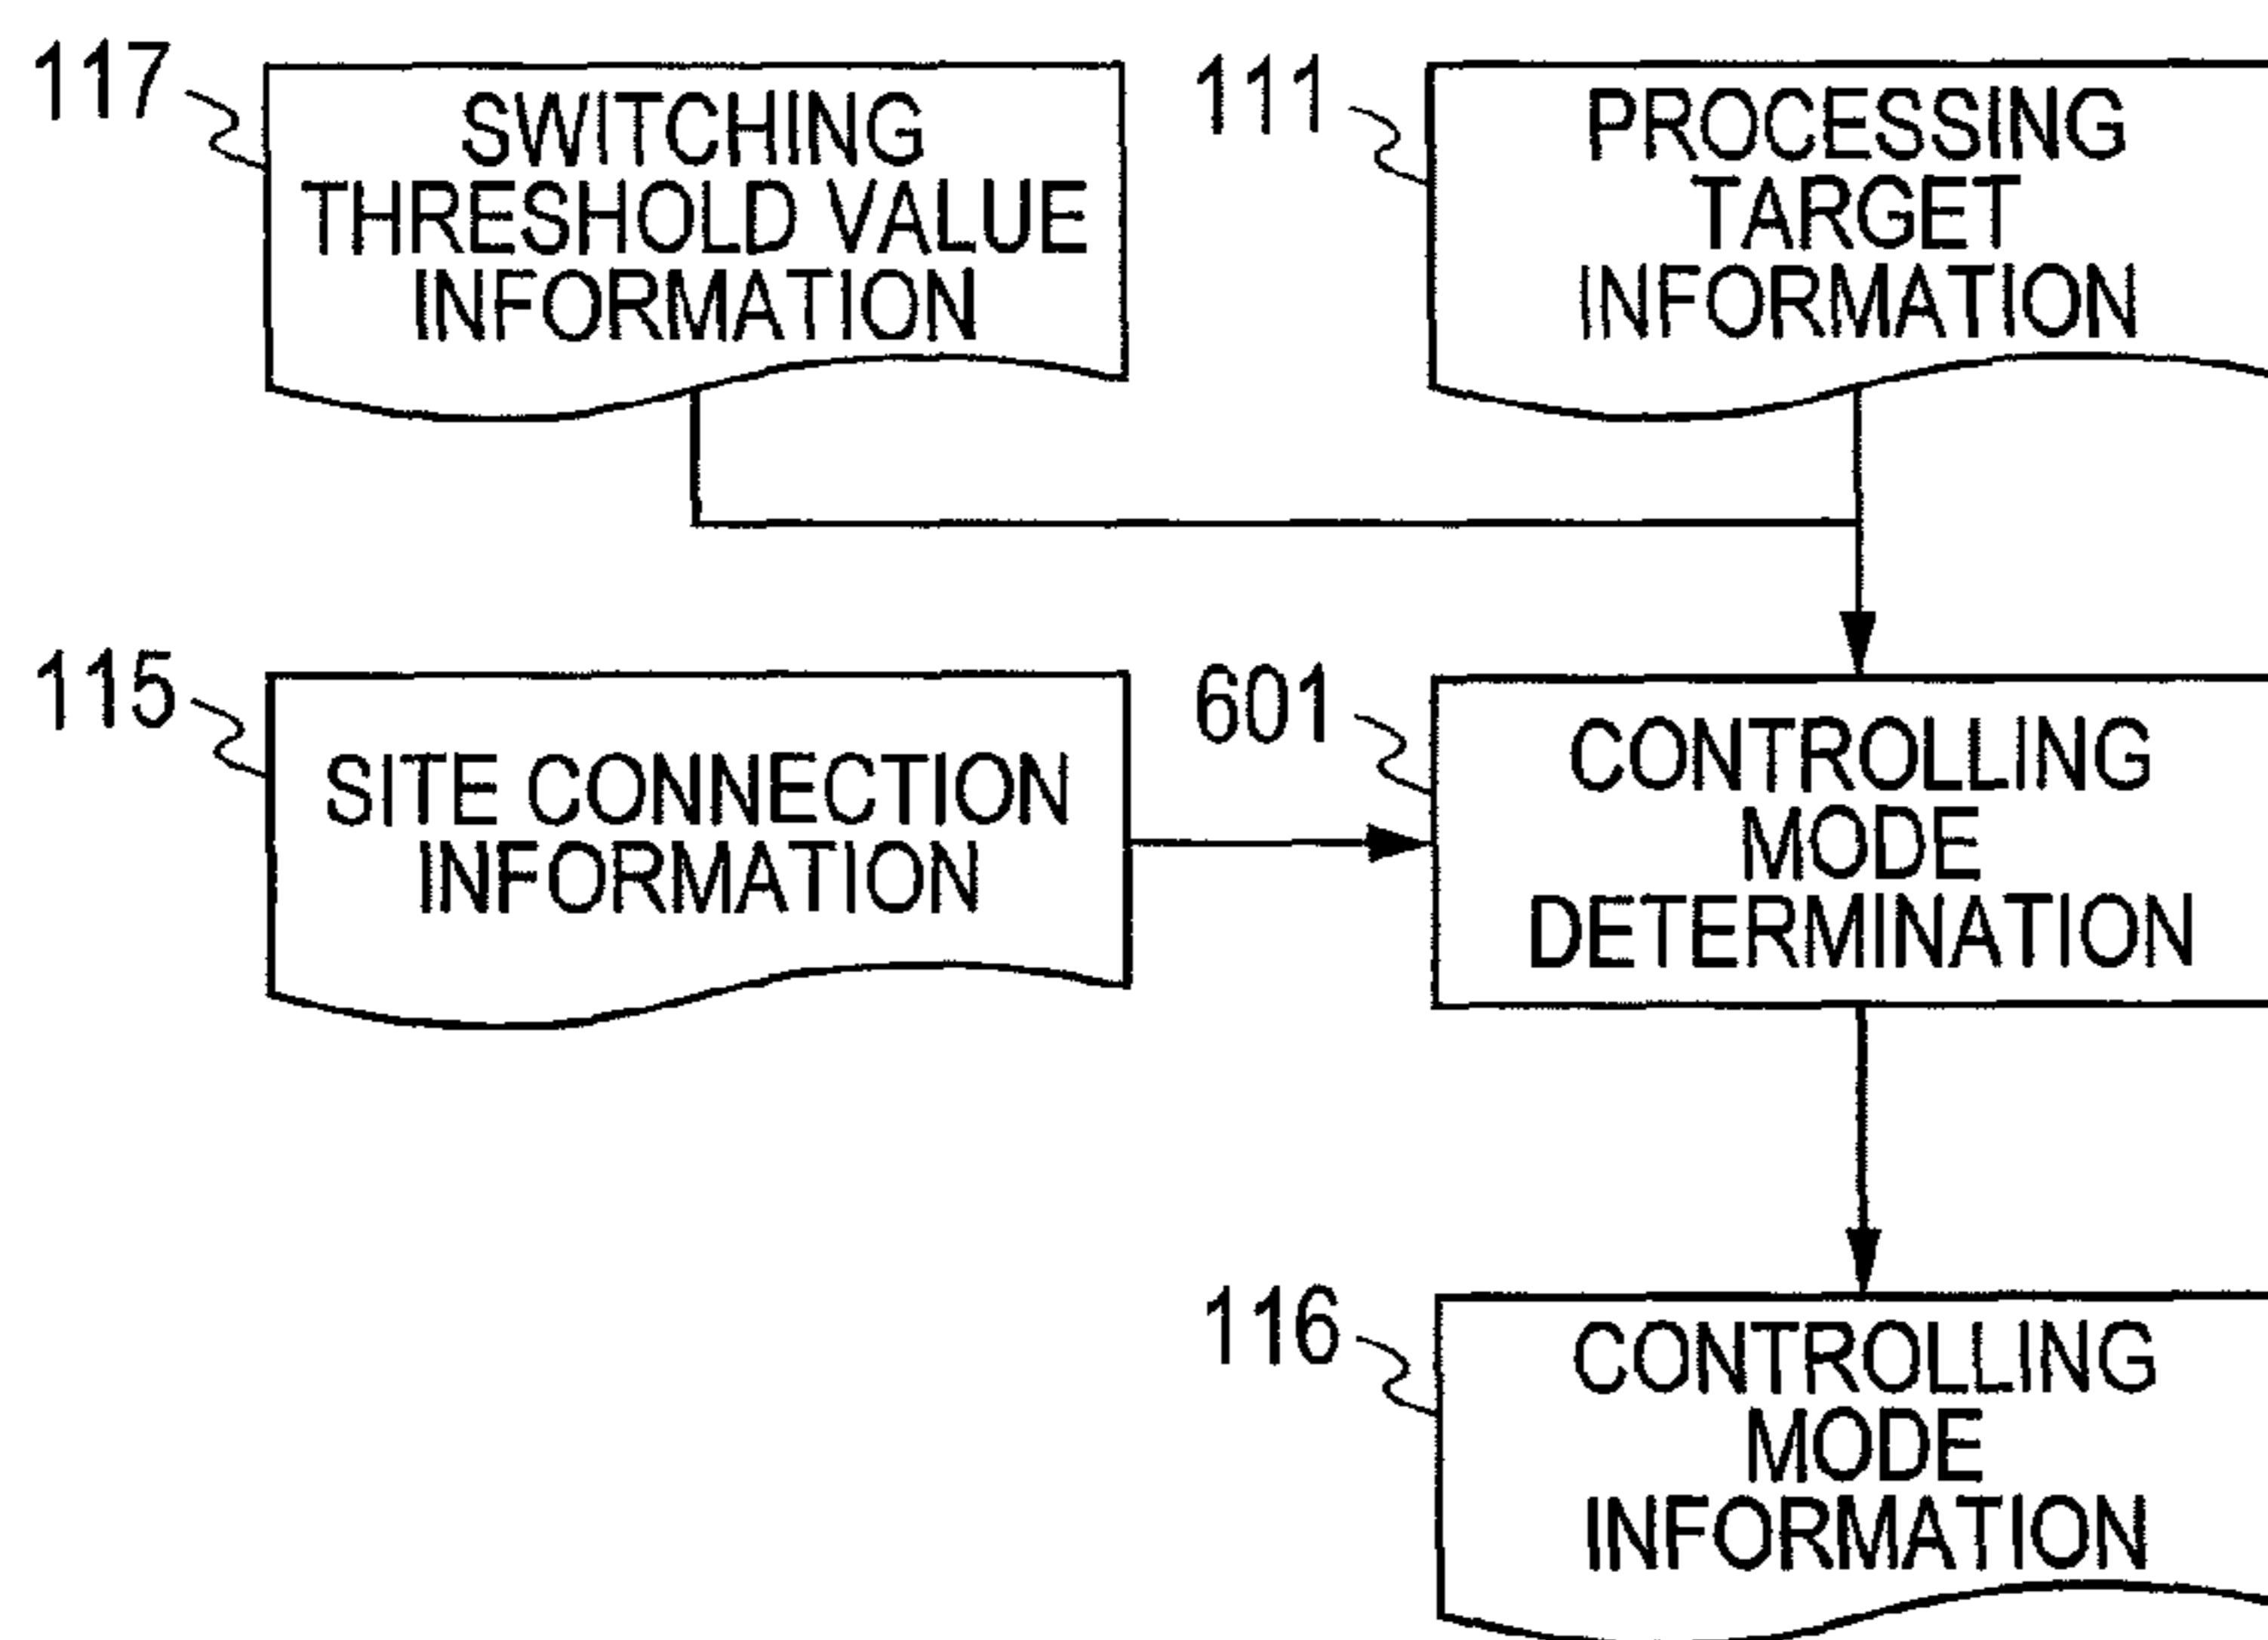 117
SWITCHING
THRESHOLD VALUE
INFORMATION
111
PROCESSING
TARGET
INFORMATION
115
SITE CONNECTION
INFORMATION
601
CONTROLLING
MODE
DETERMINATION
116
CONTROLLING
MODE
INFORMATION